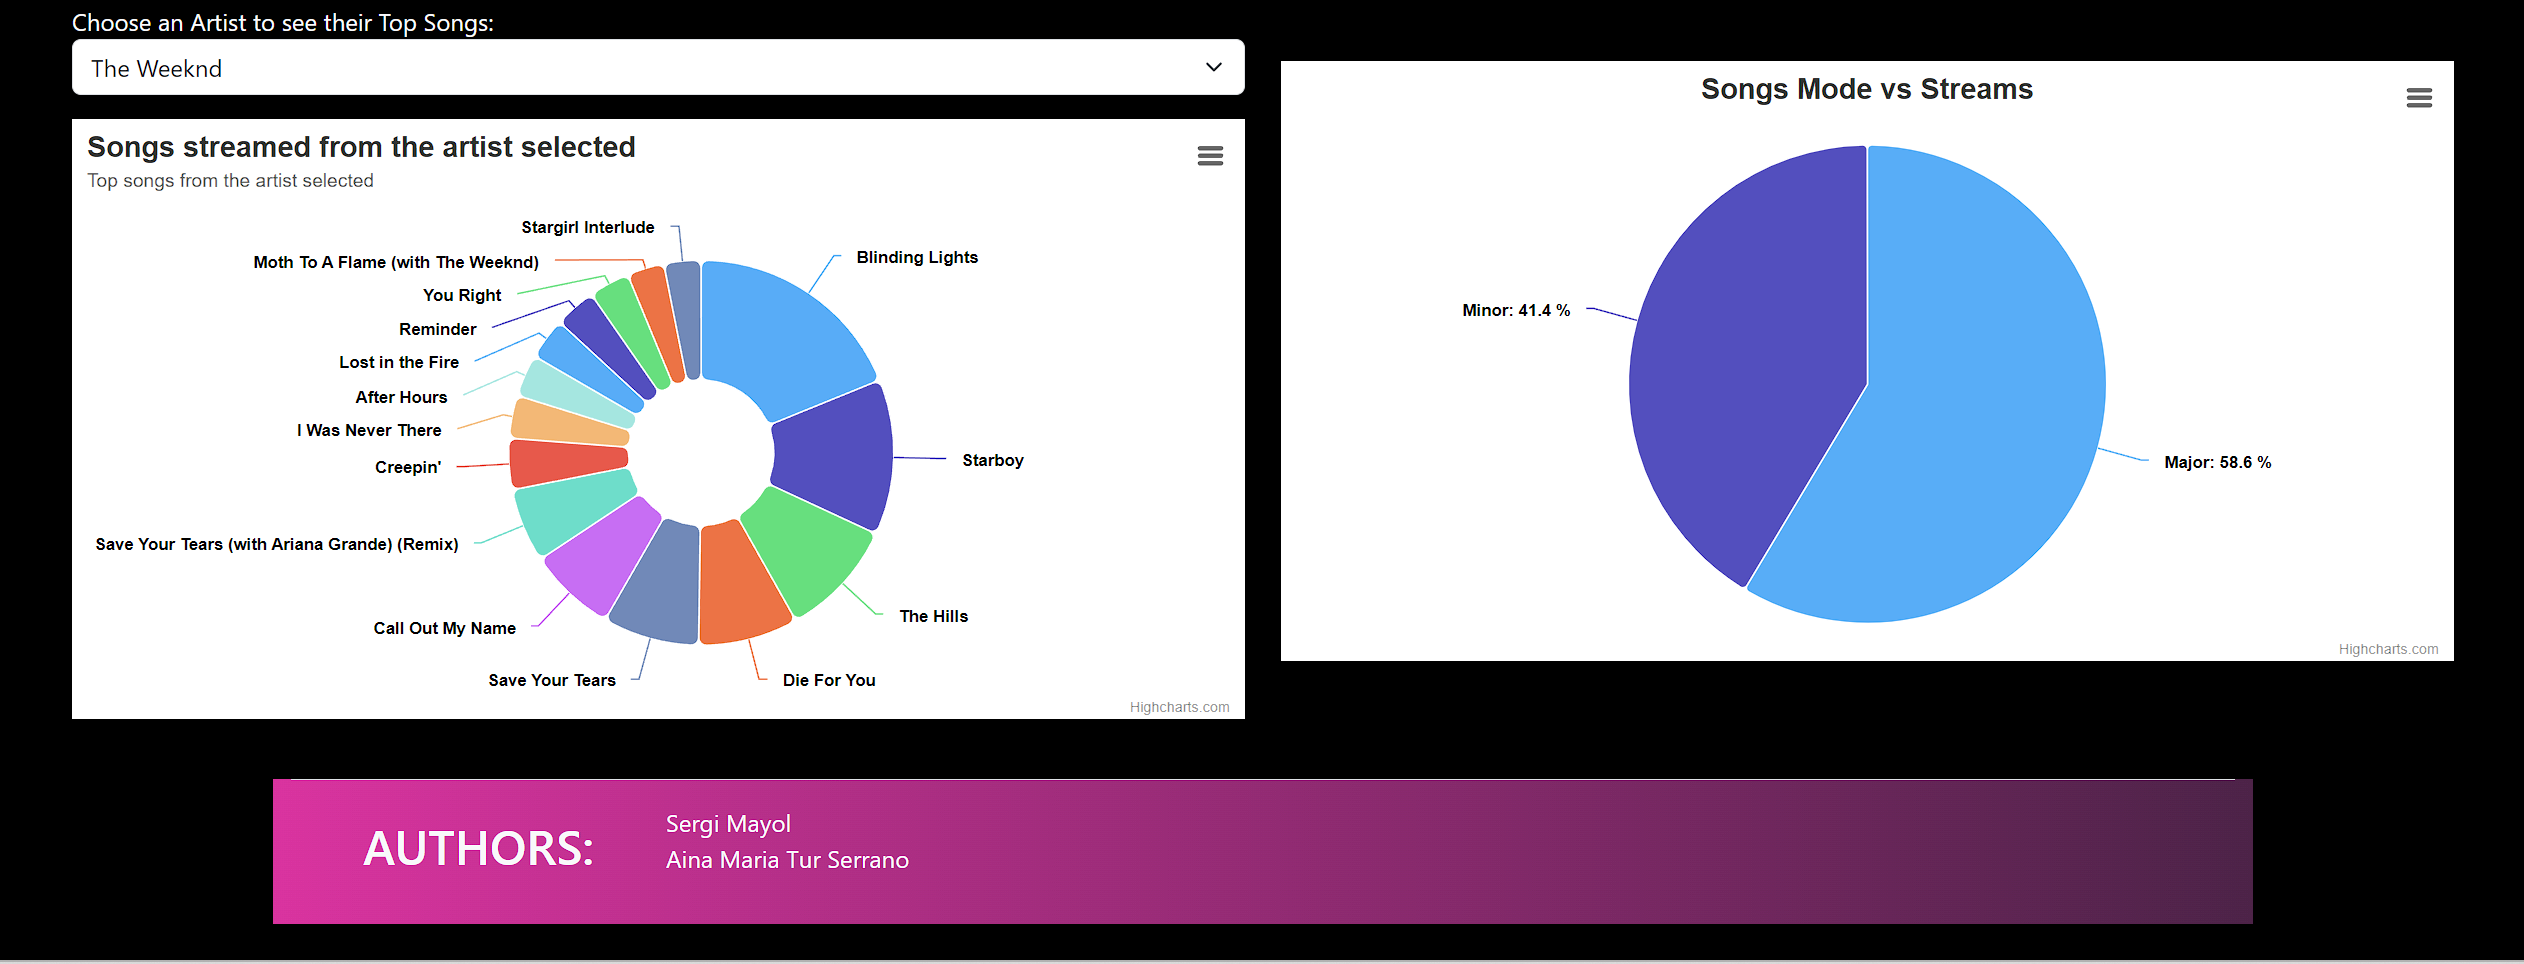 Choose an Artist to see their Top Songs:
The Weeknd
Songs streamed from the artist selected
Top songs from the artist selected
Stargirl Interlude
Blinding Lights
Moth To A Flame (with The Weeknd)
You Right
Reminder
Lost in the Fire
After Hours
I Was Never There
Starboy
Creepin'
Save Your Tears (with Ariana Grande) (Remix)
The Hills
Call Out My Name
Save Your Tears
Die For You
Highcharts.com
Songs Mode vs Streams
Minor: 41.4 %
Major: 58.6 %
Highcharts.com
AUTHORS:
Sergi Mayol
Aina Maria Tur Serrano